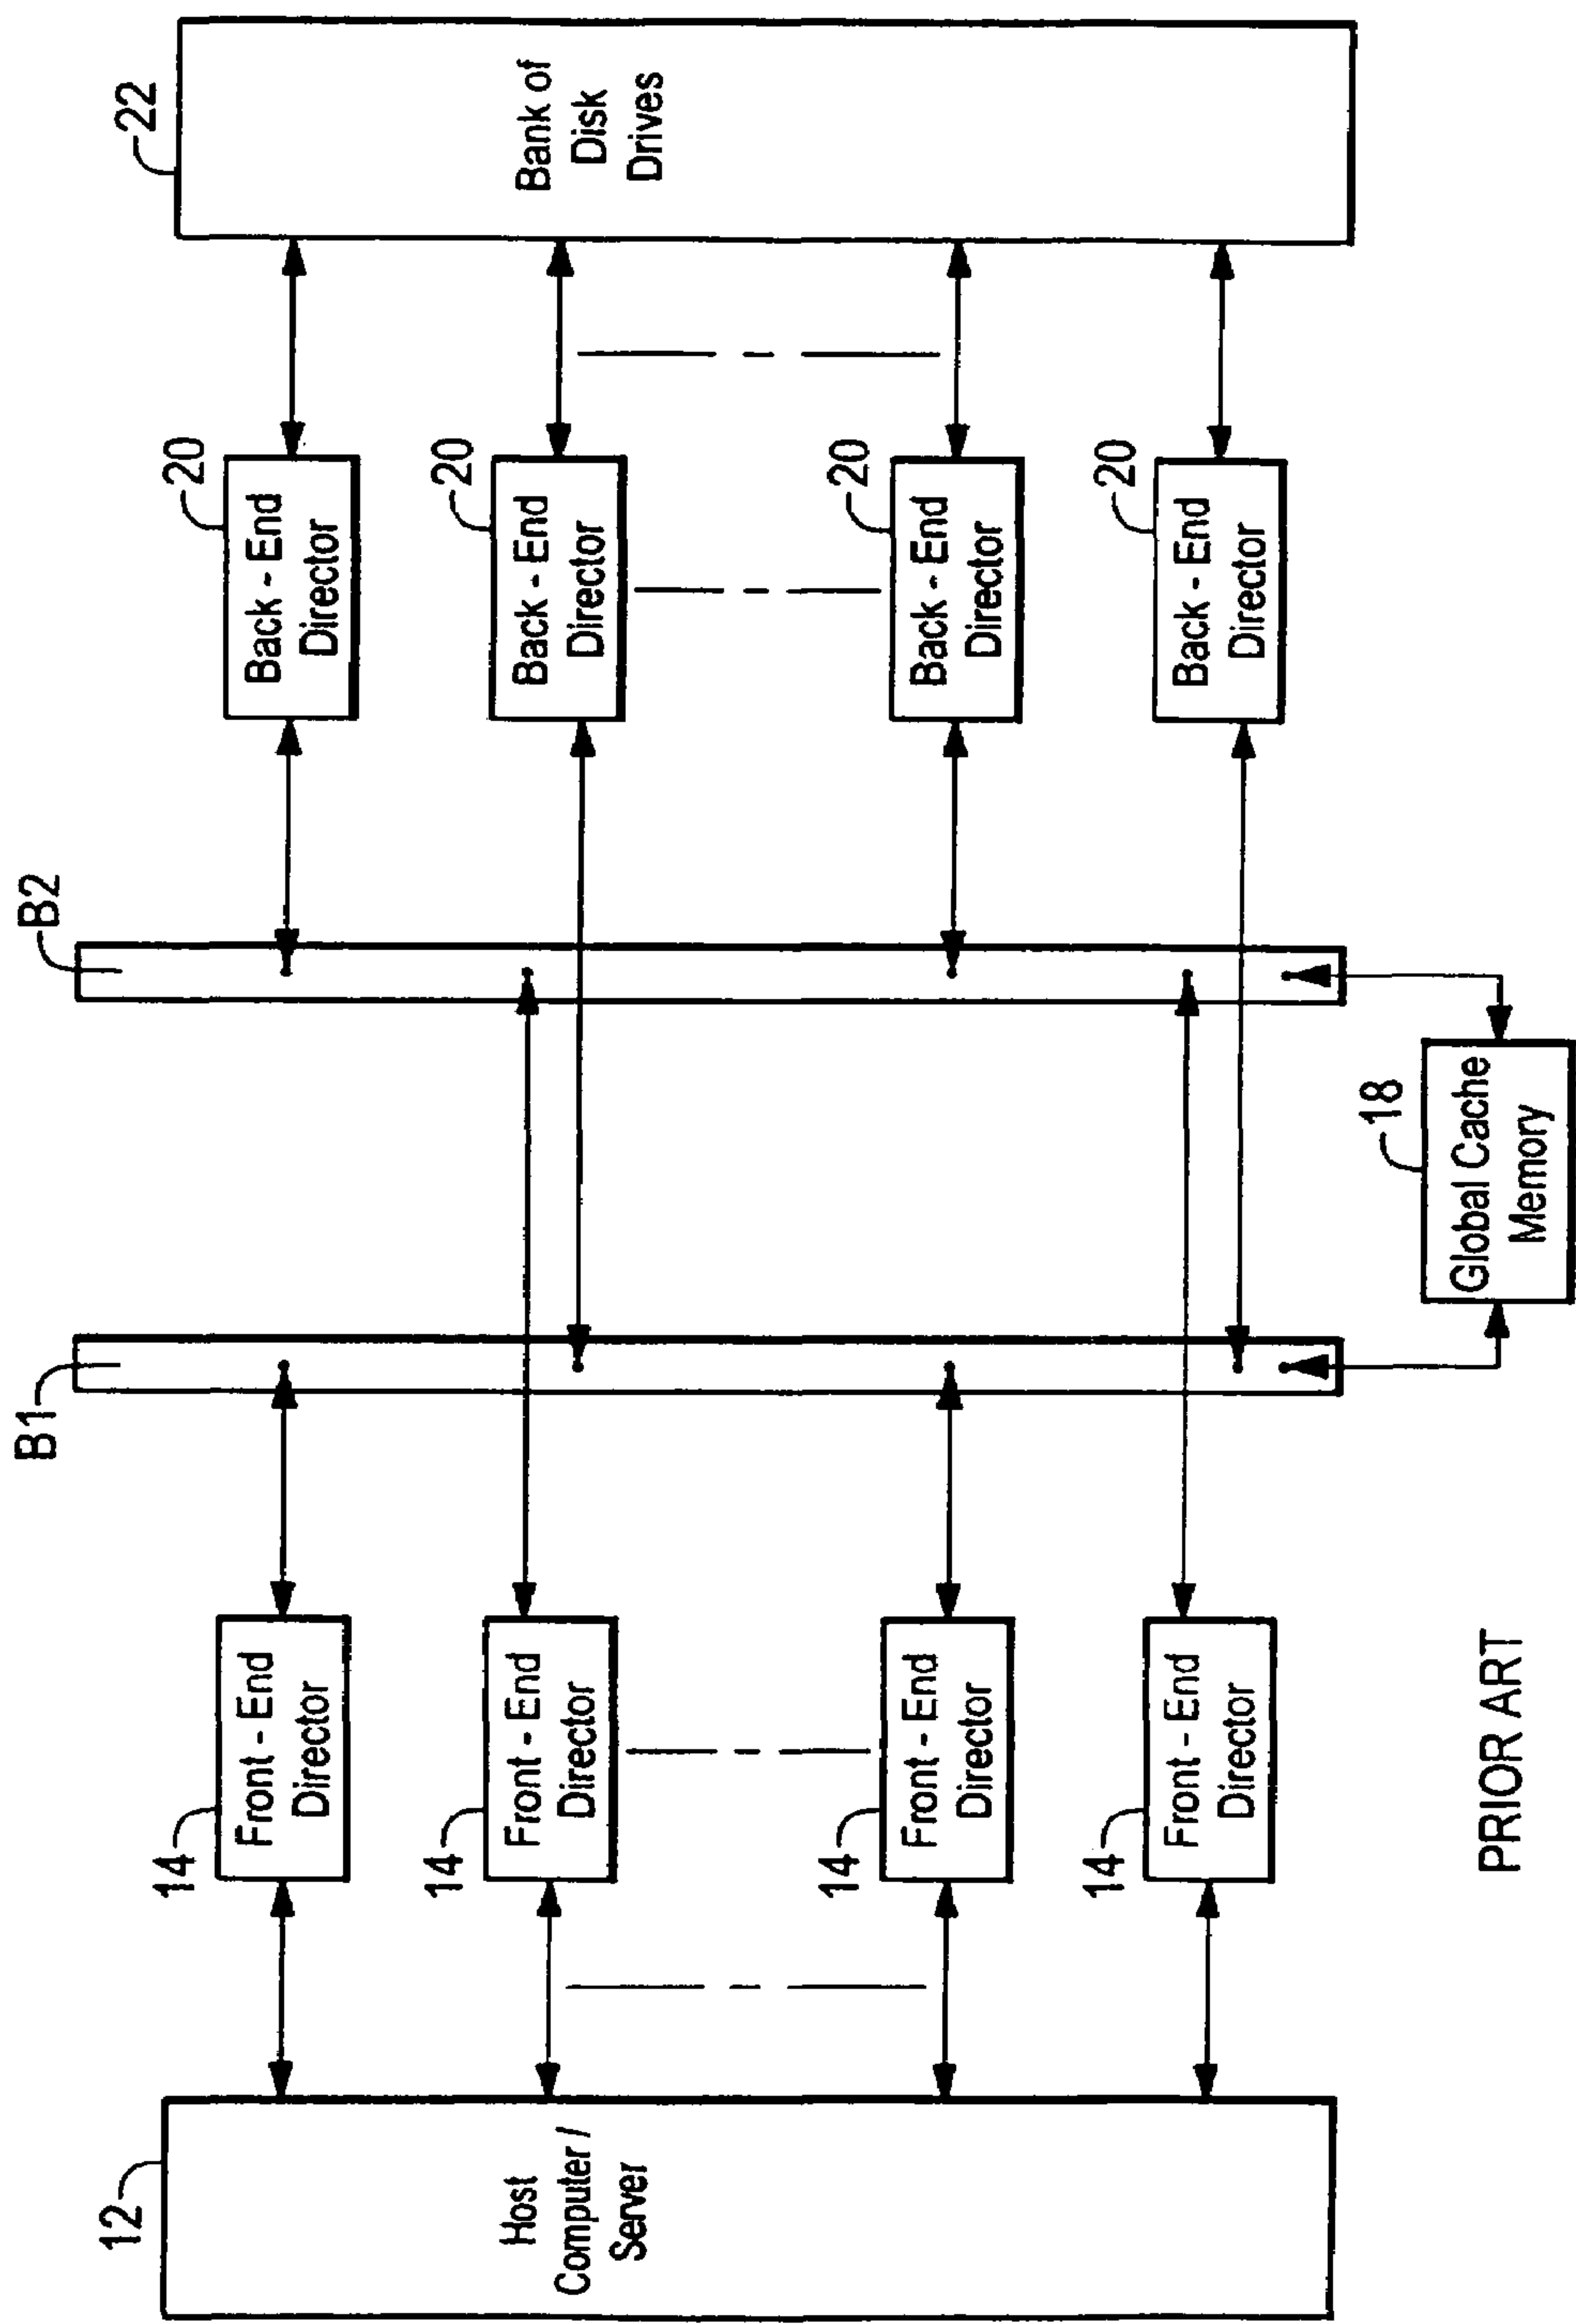 B1
B2
12
Host
Computer /
Server
14
Front - End
Director
14
Front - End
Director
14
Front - End
Director
14
Front - End
Director
20
Back - End
Director
20
Back - End
Director
20
Back - End
Director
20
Back - End
Director
22
Bank of
Disk
Drives
18
Global Cache
Memory
PRIOR ART